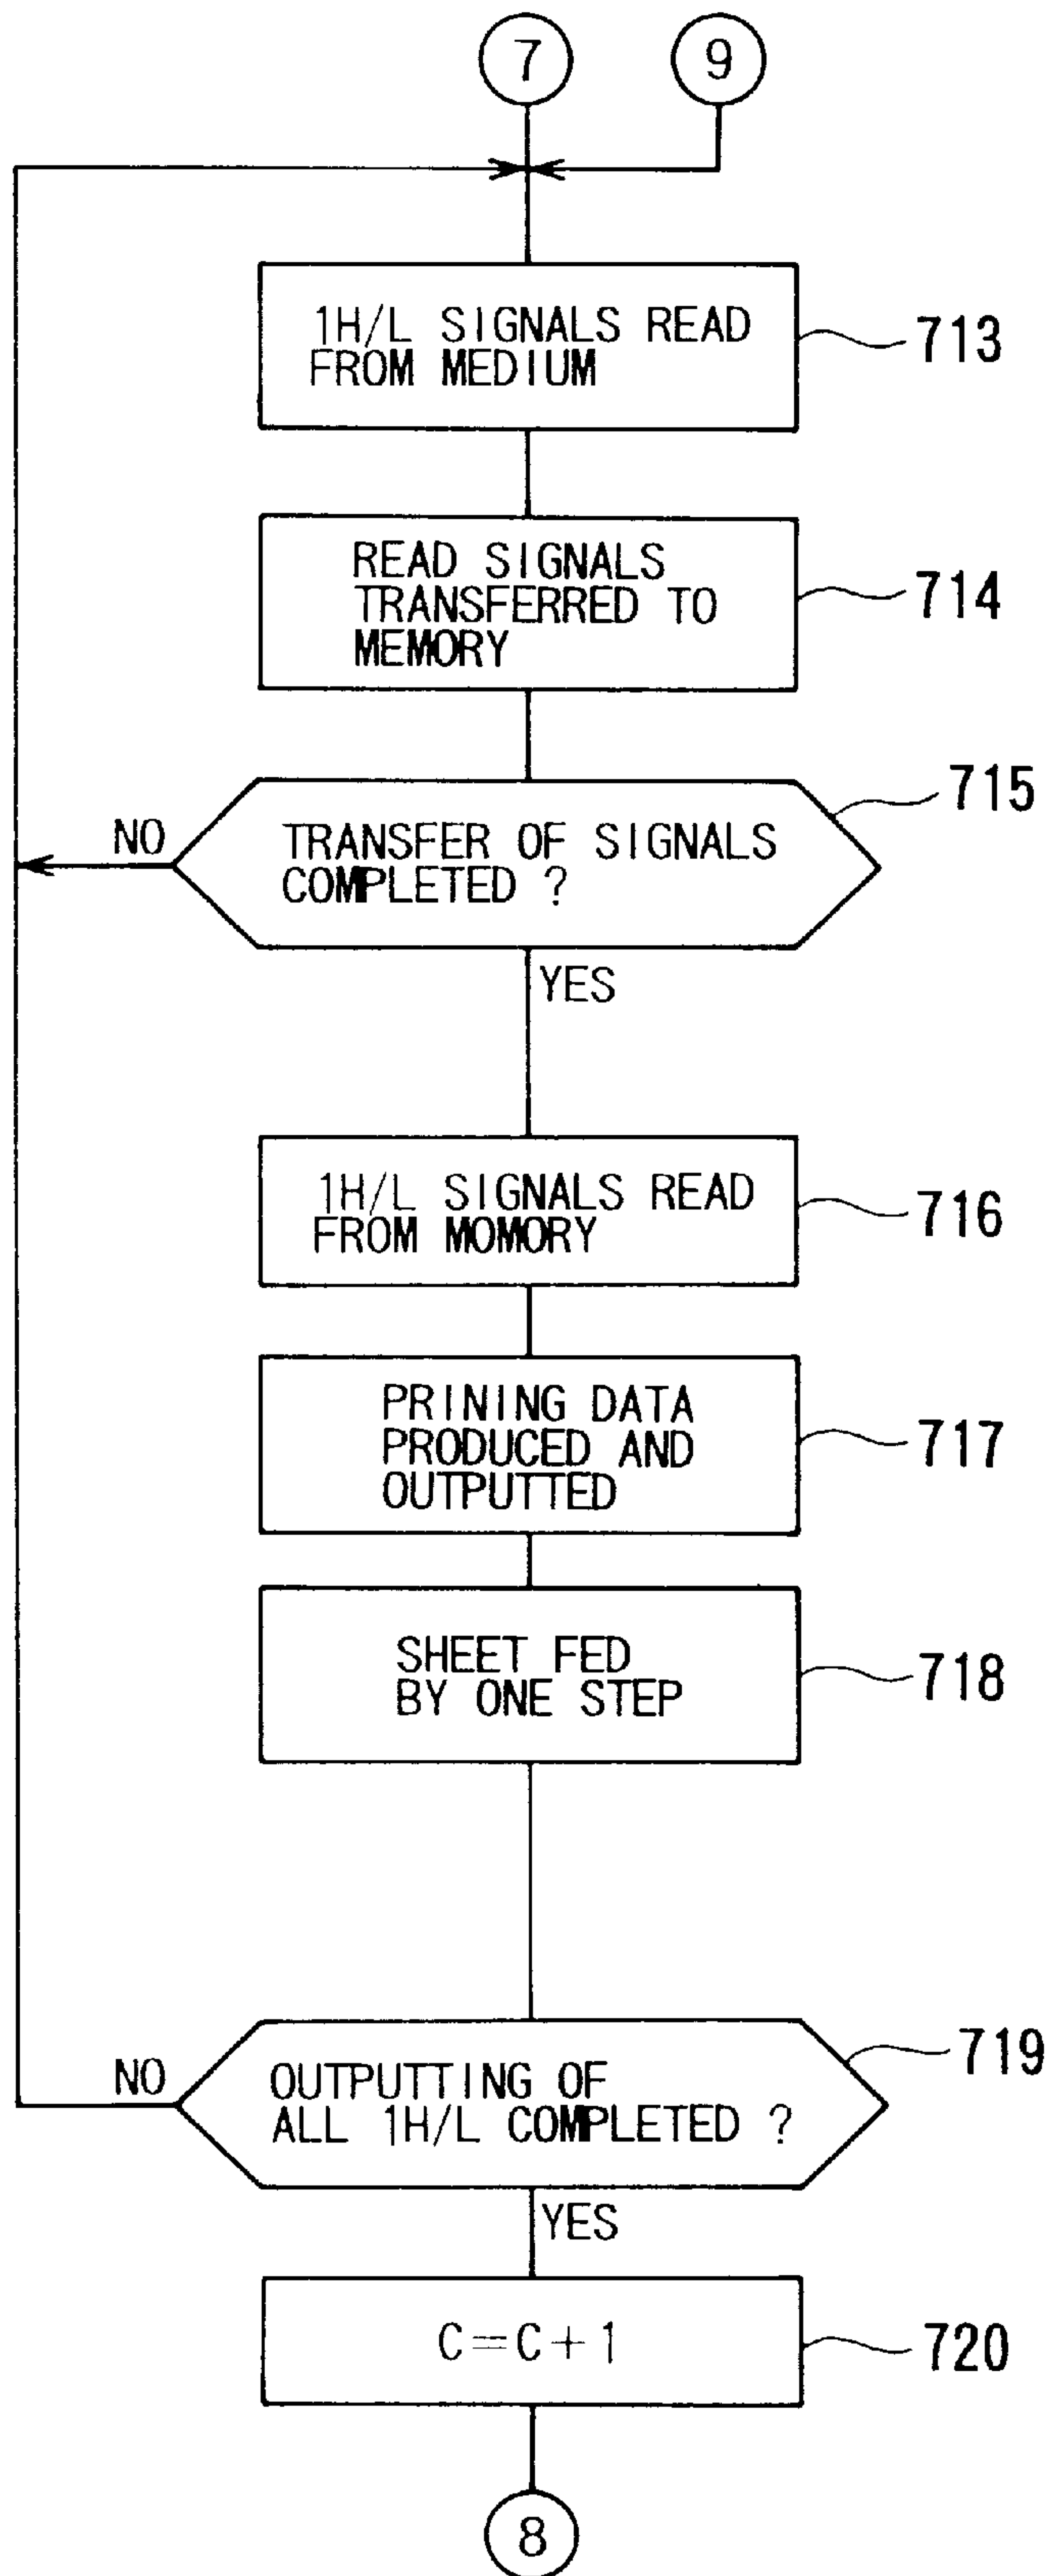 7 9
1H/L SIGNALS READ
FROM MEDIUM
713
READ SIGNALS
TRANSFERRED TO
MEMORY
714
TRANSFER OF SIGNALS
COMPLETED ?
715
NO
YES
1H/L SIGNALS READ
FROM MOMORY
716
PRINING DATA
PRODUCED AND
OUTPUTTED
717
SHEET FED
BY ONE STEP
718
OUTPUTTING OF
ALL 1H/L COMPLETED ?
719
NO
YES
C=C+1
720
8